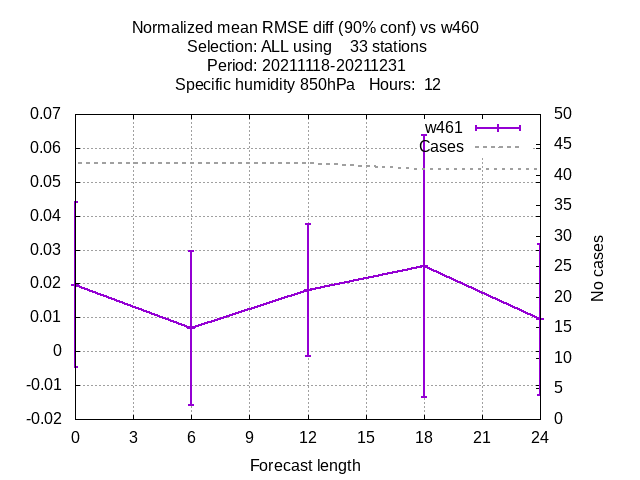 Normalized mean RMSE diff (90% conf) vs w460
Selection: ALL using    33 stations
Period: 20211118-20211231
Specific humidity 850hPa   Hours:  12
w461
Cases
0.07
0.06
0.05
0.04
0.03
0.02
0.01
0
-0.01
-0.02
50
45
40
35
30
25
20
15
10
5
0
No cases
0 3 6 9 12 15 18 21 24
Forecast length